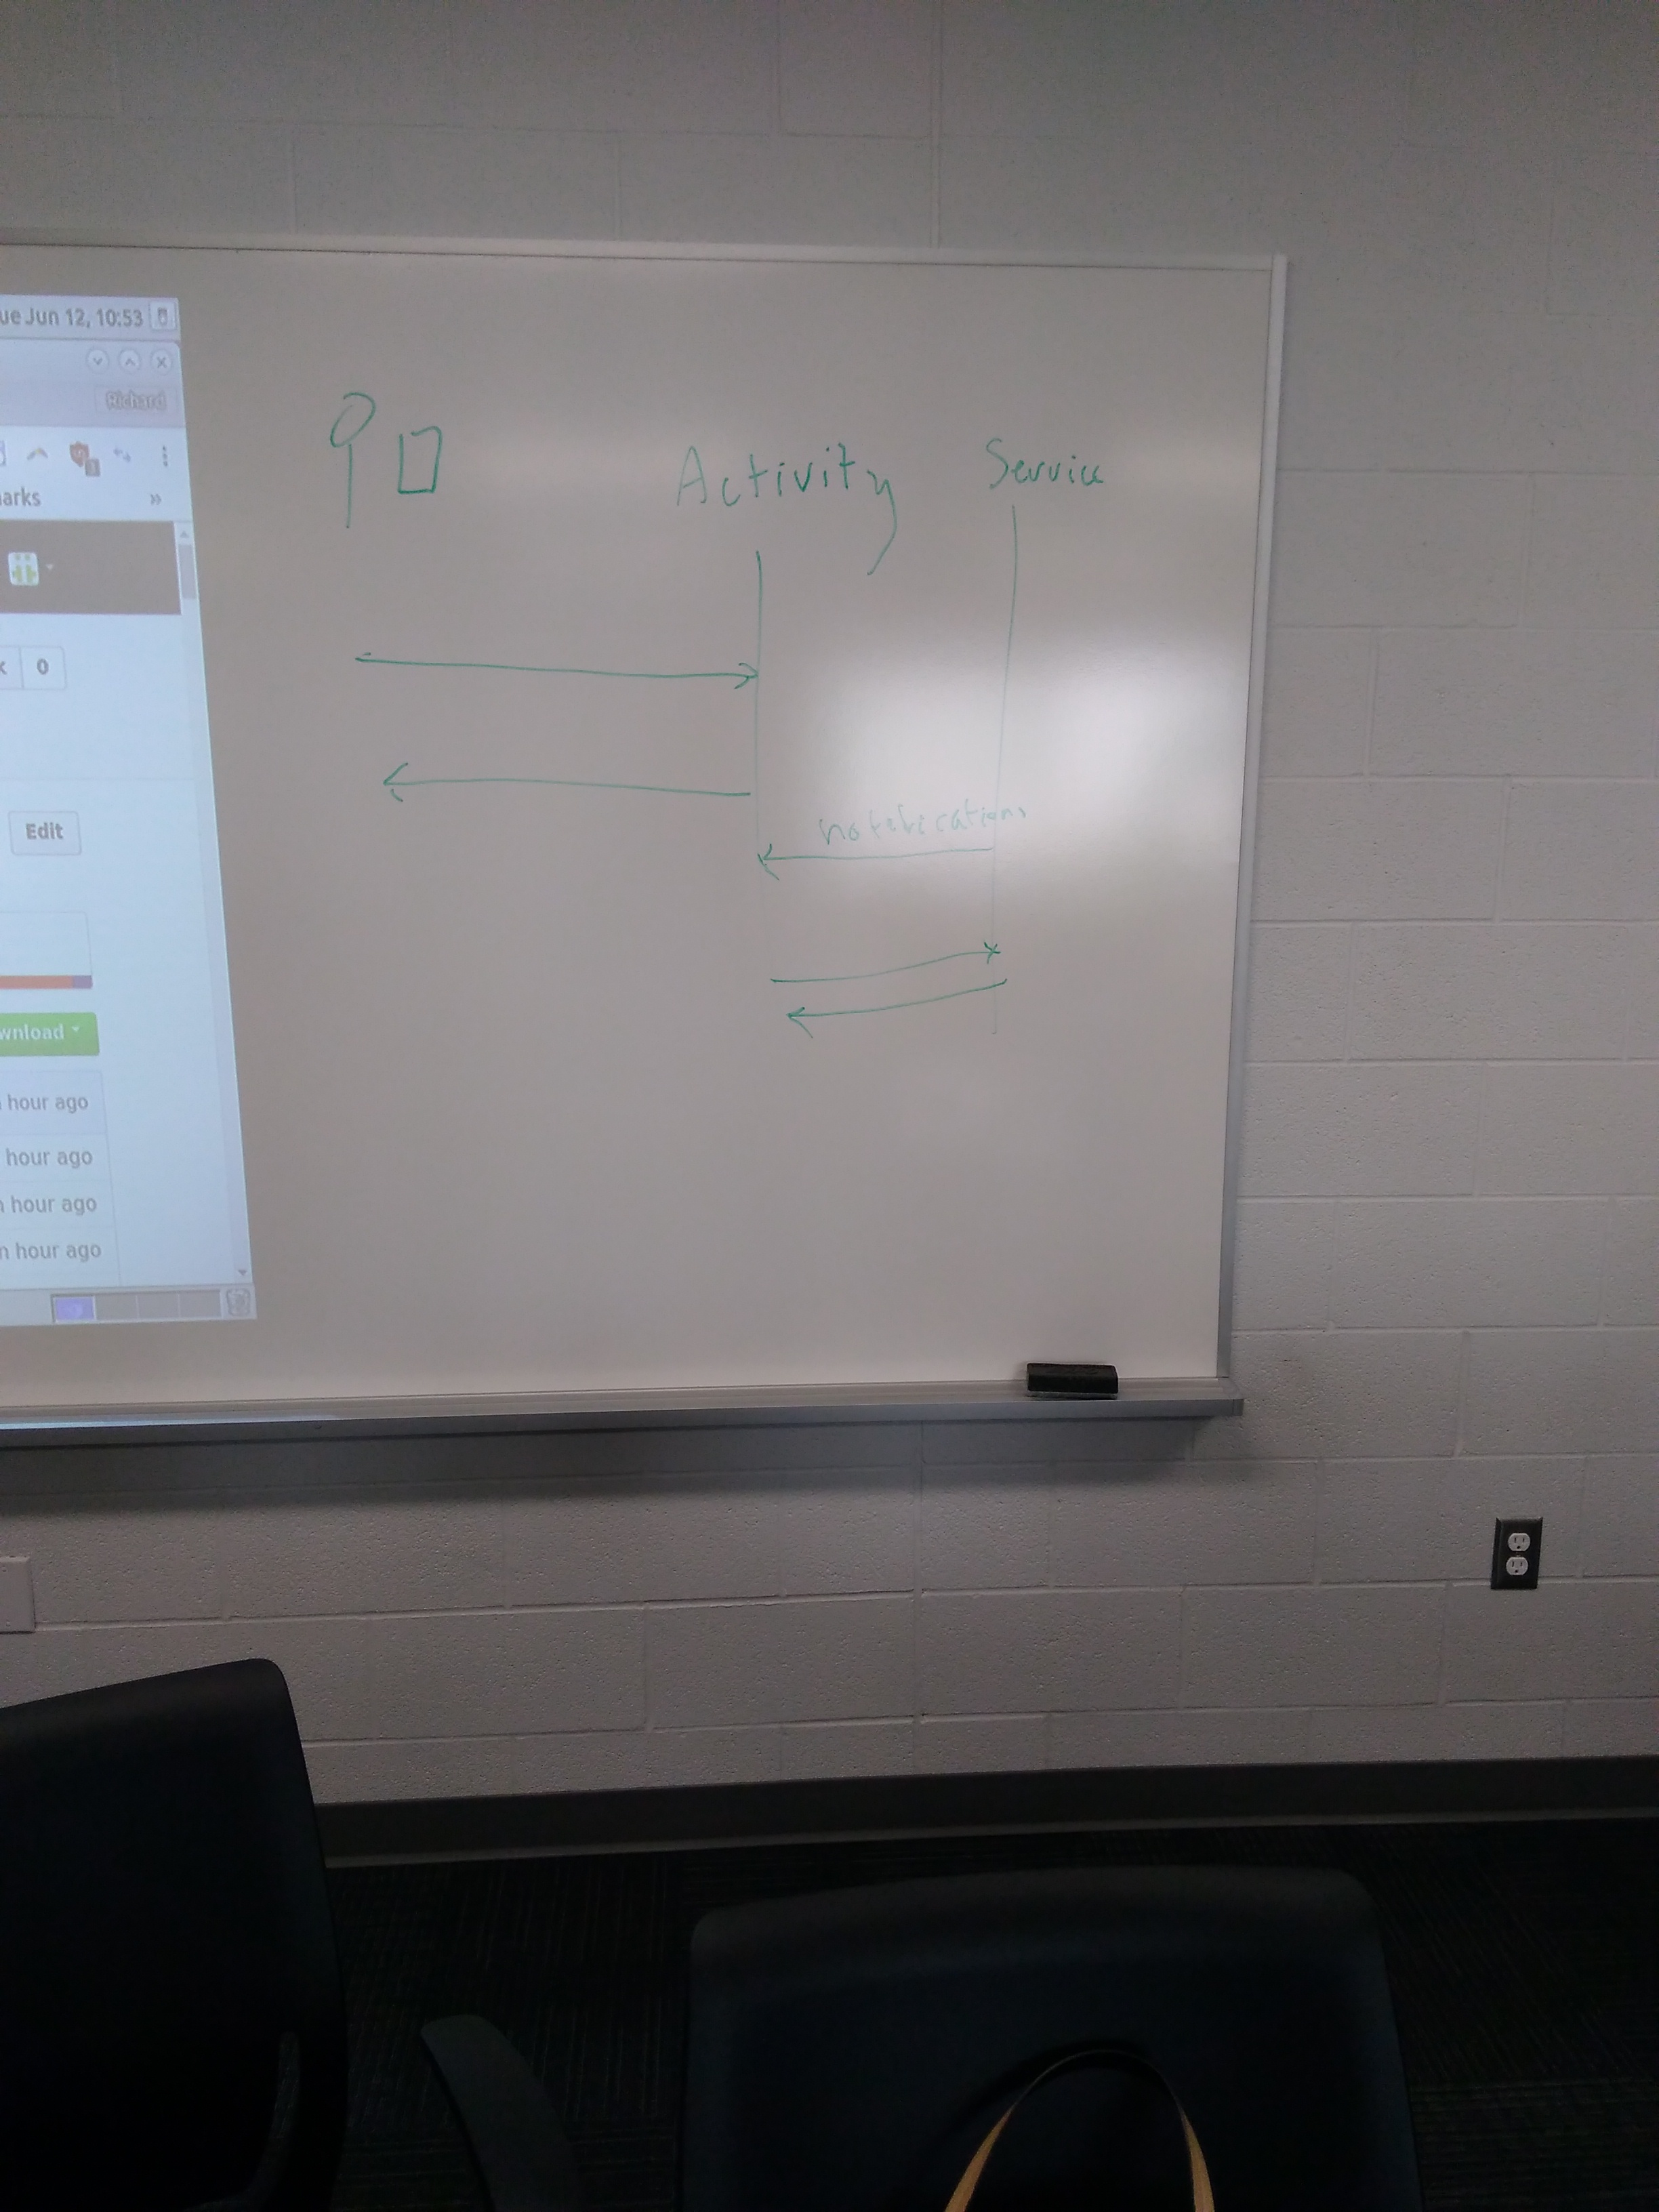 ue Jun 12, 10:53
Richard
arks »
0
Edit
wnload
hour ago
hour ago
hour ago
n hour ago
Activity
Service
notifications